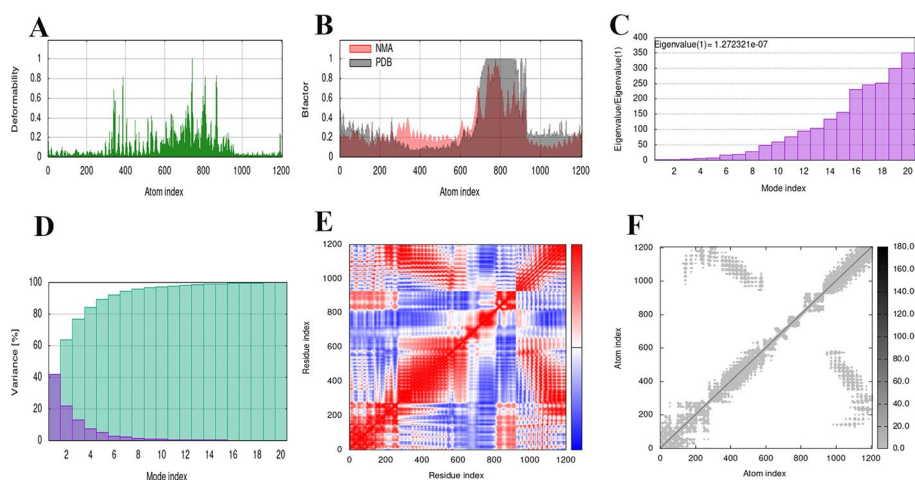 A
Deformability
1
0.8
0.6
0.4
0.2
0
0 200 400 600 800 1000 1200
Atom index
B
NMA
PDB
Bfactor
1
0.8
0.6
0.4
0.2
0
0 200 400 600 800 1000 1200
Atom index
C
Eigenvalue(1)= 1.272321e-07
Eigenvalue/Eigenvalue(1)
400
350
300
250
200
150
100
50
0
2 4 6 8 10 12 14 16 18 20
Mode index
D
Variance [%]
100
80
60
40
20
0
2 4 6 8 10 12 14 16 18 20
Mode index
E
Residue index
1200
1000
800
600
400
200
0
0 200 400 600 800 1000 1200
Residue index
F
Atom index
1200
1000
800
600
400
200
0
0 200 400 600 800 1000 1200
Atom index
180.0
160.0
140.0
120.0
100.0
80.0
60.0
40.0
20.0
0.0